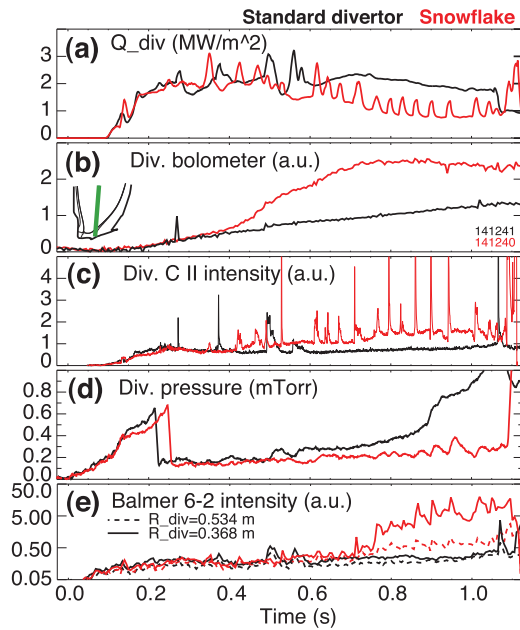 Standard divertor Snowflake
(a) Q_div (MW/m^2)
3
2
1
0
(b) Div. bolometer (a.u.)
2
1
0
141241
141240
(c) Div. C II intensity (a.u.)
4
3
2
1
0
(d) Div. pressure (mTorr)
0.8
0.6
0.4
0.2
0.0
(e) Balmer 6-2 intensity (a.u.)
50.0
5.00
0.50
0.05
R_div=0.534 m
R_div=0.368 m
0.0 0.2 0.4 0.6 0.8 1.0
Time (s)